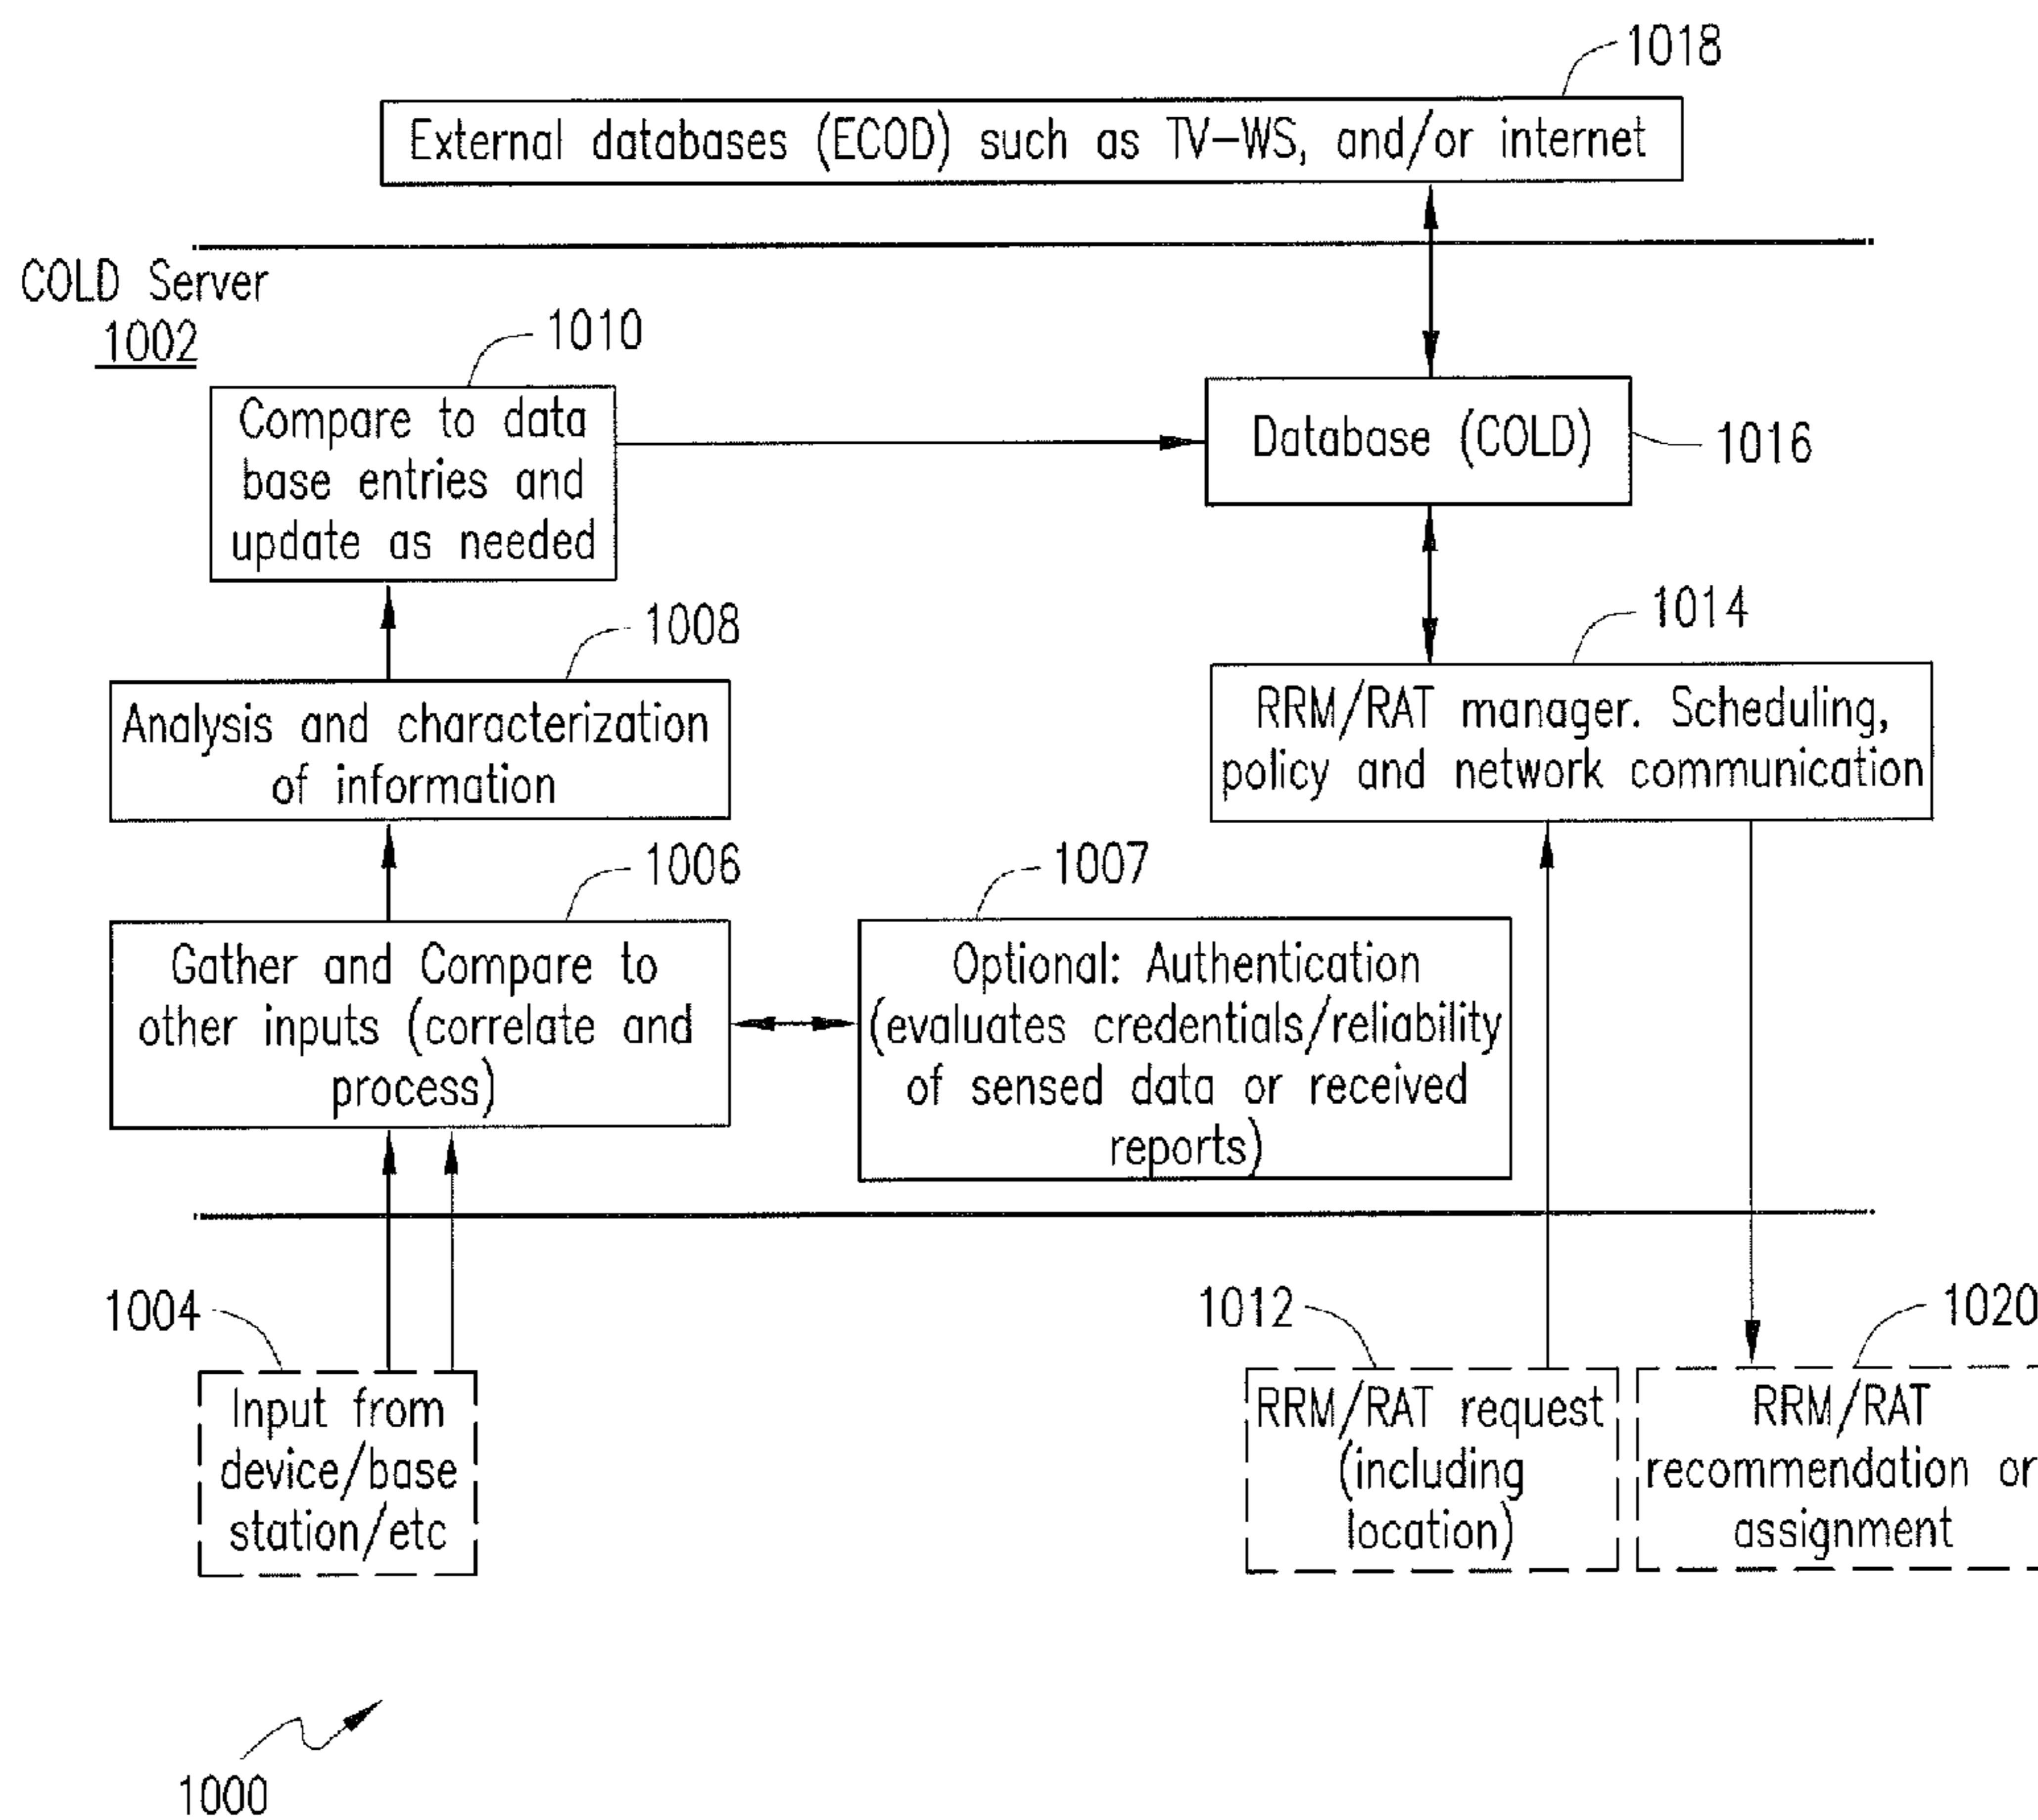 1018
External databases (ECOD) such as TV-WS, and/or internet
COLD Server
1002
1010
Compare to data
base entries and
update as needed
Database (COLD)
1016
1008
Analysis and characterization
of information
1014
RRM/RAT manager. Scheduling,
policy and network communication
1006
Gather and Compare to
other inputs (correlate and
process)
1007
Optional: Authentication
(evaluates credentials/reliability
of sensed data or received
reports)
1004
Input from
device/base
station/etc
1012
RRM/RAT request
(including
location)
1020
RRM/RAT
recommendation or
assignment
1000